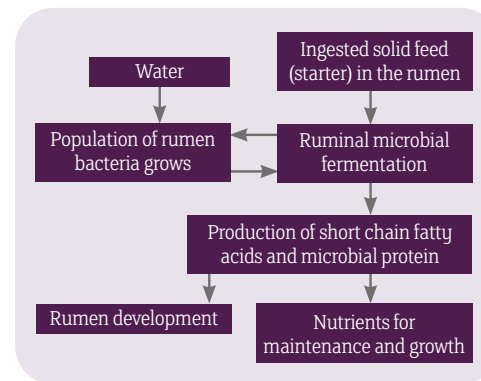 Ingested solid feed
(starter) in the rumen
Water
Population of rumen
bacteria grows
Ruminal microbial
fermentation
Production of short chain fatty
acids and microbial protein
Rumen development
Nutrients for
maintenance and growth